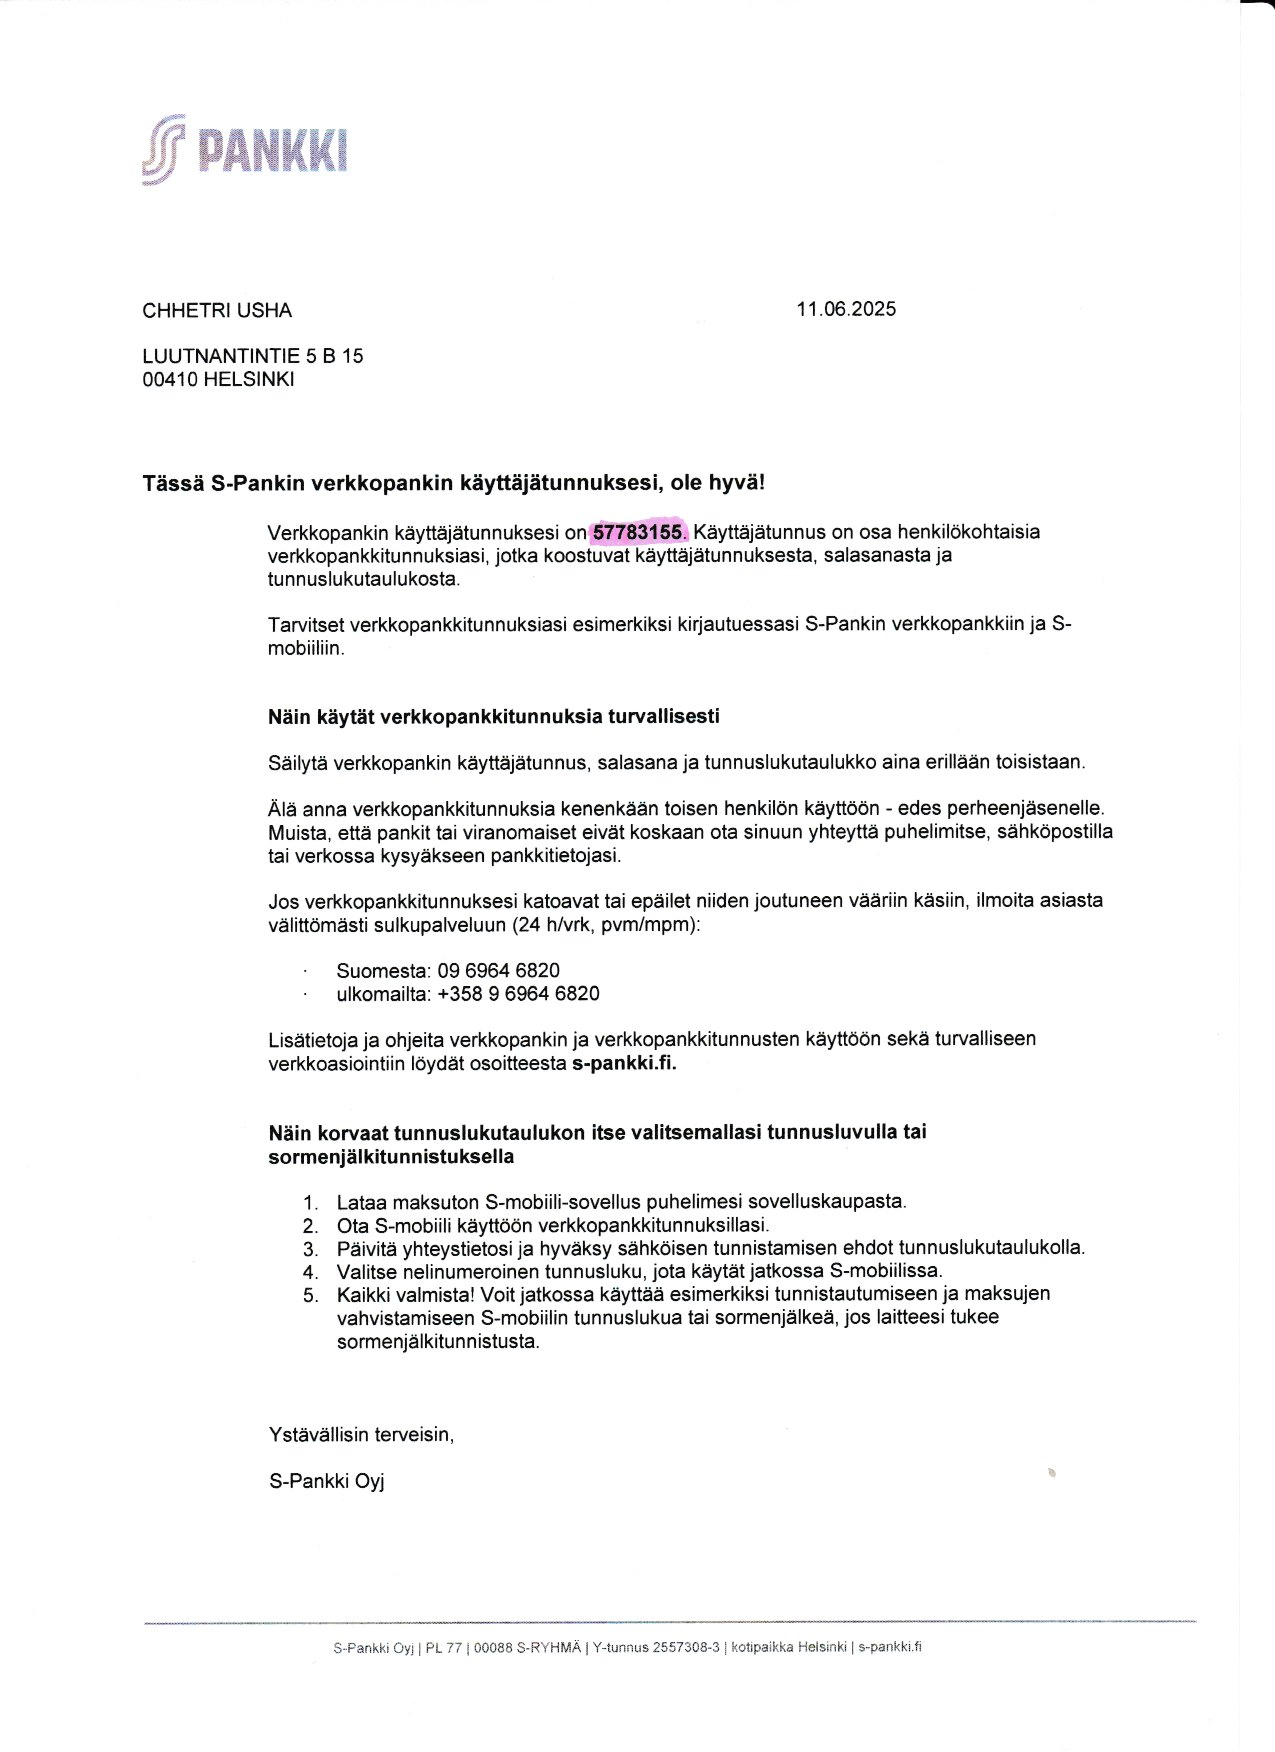 S PANKKI
CHHETRI USHA
11.06.2025
LUUTNANTINTIE 5 B 15
00410 HELSINKI
Tässä S-Pankin verkkopankin käyttäjätunnuksesi, ole hyvä!
Verkkopankin käyttäjätunnuksesi on 57783155. Käyttäjätunnus on osa henkilökohtaisia
verkkopankkitunnuksiasi, jotka koostuvat käyttäjätunnuksesta, salasanasta ja
tunnuslukutaulukosta.
Tarvitset verkkopankkitunnuksiasi esimerkiksi kirjautuessasi S-Pankin verkkopankkiin ja S-
mobiiliin.
Näin käytät verkkopankkitunnuksia turvallisesti
Säilytä verkkopankin käyttäjätunnus, salasana ja tunnuslukutaulukko aina erillään toisistaan.
Älä anna verkkopankkitunnuksia kenenkään toisen henkilön käyttöön - edes perheenjäsenelle.
Muista, että pankit tai viranomaiset eivät koskaan ota sinuun yhteyttä puhelimitse, sähköpostilla
tai verkossa kysyäkseen pankkitietojasi.
Jos verkkopankkitunnuksesi katoavat tai epäilet niiden joutuneen vääriin käsiin, ilmoita asiasta
välittömästi sulkupalveluun (24 h/vrk, pvm/mpm):
· Suomesta: 09 6964 6820
· ulkomailta: +358 9 6964 6820
Lisätietoja ja ohjeita verkkopankin ja verkkopankkitunnusten käyttöön sekä turvalliseen
verkkoasiointiin löydät osoitteesta s-pankki.fi.
Näin korvaat tunnuslukutaulukon itse valitsemallasi tunnusluvulla tai
sormenjälkitunnistuksella
1. Lataa maksuton S-mobiili-sovellus puhelimesi sovelluskaupasta.
2. Ota S-mobiili käyttöön verkkopankkitunnuksillasi.
3. Päivitä yhteystietosi ja hyväksy sähköisen tunnistamisen ehdot tunnuslukutaulukolla.
4. Valitse nelinumeroinen tunnusluku, jota käytät jatkossa S-mobiilissa.
5. Kaikki valmista! Voit jatkossa käyttää esimerkiksi tunnistautumiseen ja maksujen
vahvistamiseen S-mobiilin tunnuslukua tai sormenjälkeä, jos laitteesi tukee
sormenjälkitunnistusta.
Ystävällisin terveisin,
S-Pankki Oyj
S-Pankki Oyj | PL 77 | 00088 S-RYHMÄ | Y-tunnus 2557308-3 | kotipaikka Helsinki | s-pankki.fi